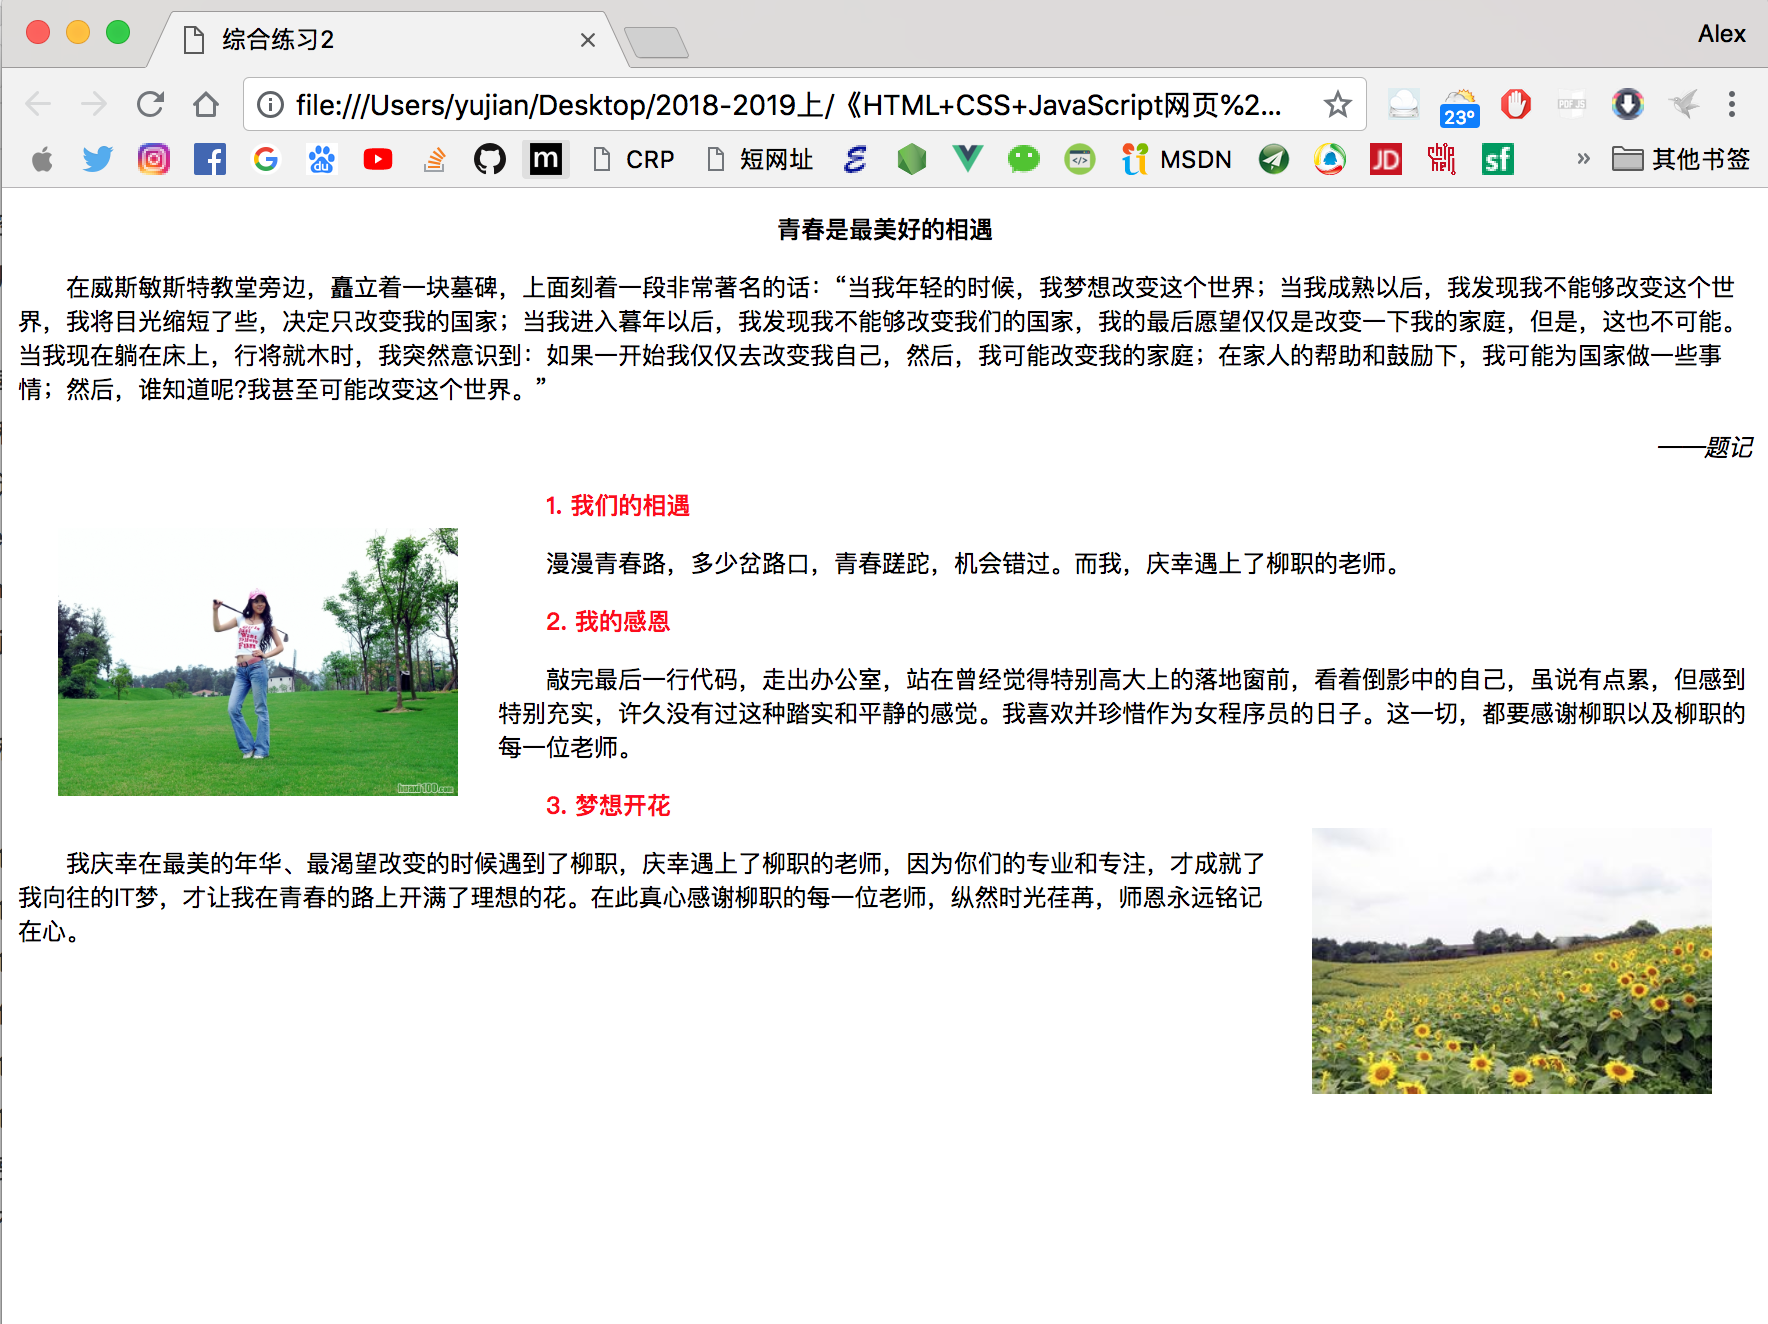 综合练习2
Alex
file:///Users/yujian/Desktop/2018-2019上/《HTML+CSS+JavaScript网页%2...
23°
PDF.JS
m
CRP
短网址
MSDN
JD
sf
»
其他书签
青春是最美好的相遇
在威斯敏斯特教堂旁边，矗立着一块墓碑，上面刻着一段非常著名的话：“当我年轻的时候，我梦想改变这个世界；当我成熟以后，我发现我不能够改变这个世
界，我将目光缩短了些，决定只改变我的国家；当我进入暮年以后，我发现我不能够改变我们的国家，我的最后愿望仅仅是改变一下我的家庭，但是，这也不可能。
当我现在躺在床上，行将就木时，我突然意识到：如果一开始我仅仅去改变我自己，然后，我可能改变我的家庭；在家人的帮助和鼓励下，我可能为国家做一些事
情；然后，谁知道呢?我甚至可能改变这个世界。”
——题记
1. 我们的相遇
漫漫青春路，多少岔路口，青春蹉跎，机会错过。而我，庆幸遇上了柳职的老师。
2. 我的感恩
敲完最后一行代码，走出办公室，站在曾经觉得特别高大上的落地窗前，看着倒影中的自己，虽说有点累，但感到
特别充实，许久没有过这种踏实和平静的感觉。我喜欢并珍惜作为女程序员的日子。这一切，都要感谢柳职以及柳职的
每一位老师。
3. 梦想开花
我庆幸在最美的年华、最渴望改变的时候遇到了柳职，庆幸遇上了柳职的老师，因为你们的专业和专注，才成就了
我向往的IT梦，才让我在青春的路上开满了理想的花。在此真心感谢柳职的每一位老师，纵然时光荏苒，师恩永远铭记
在心。